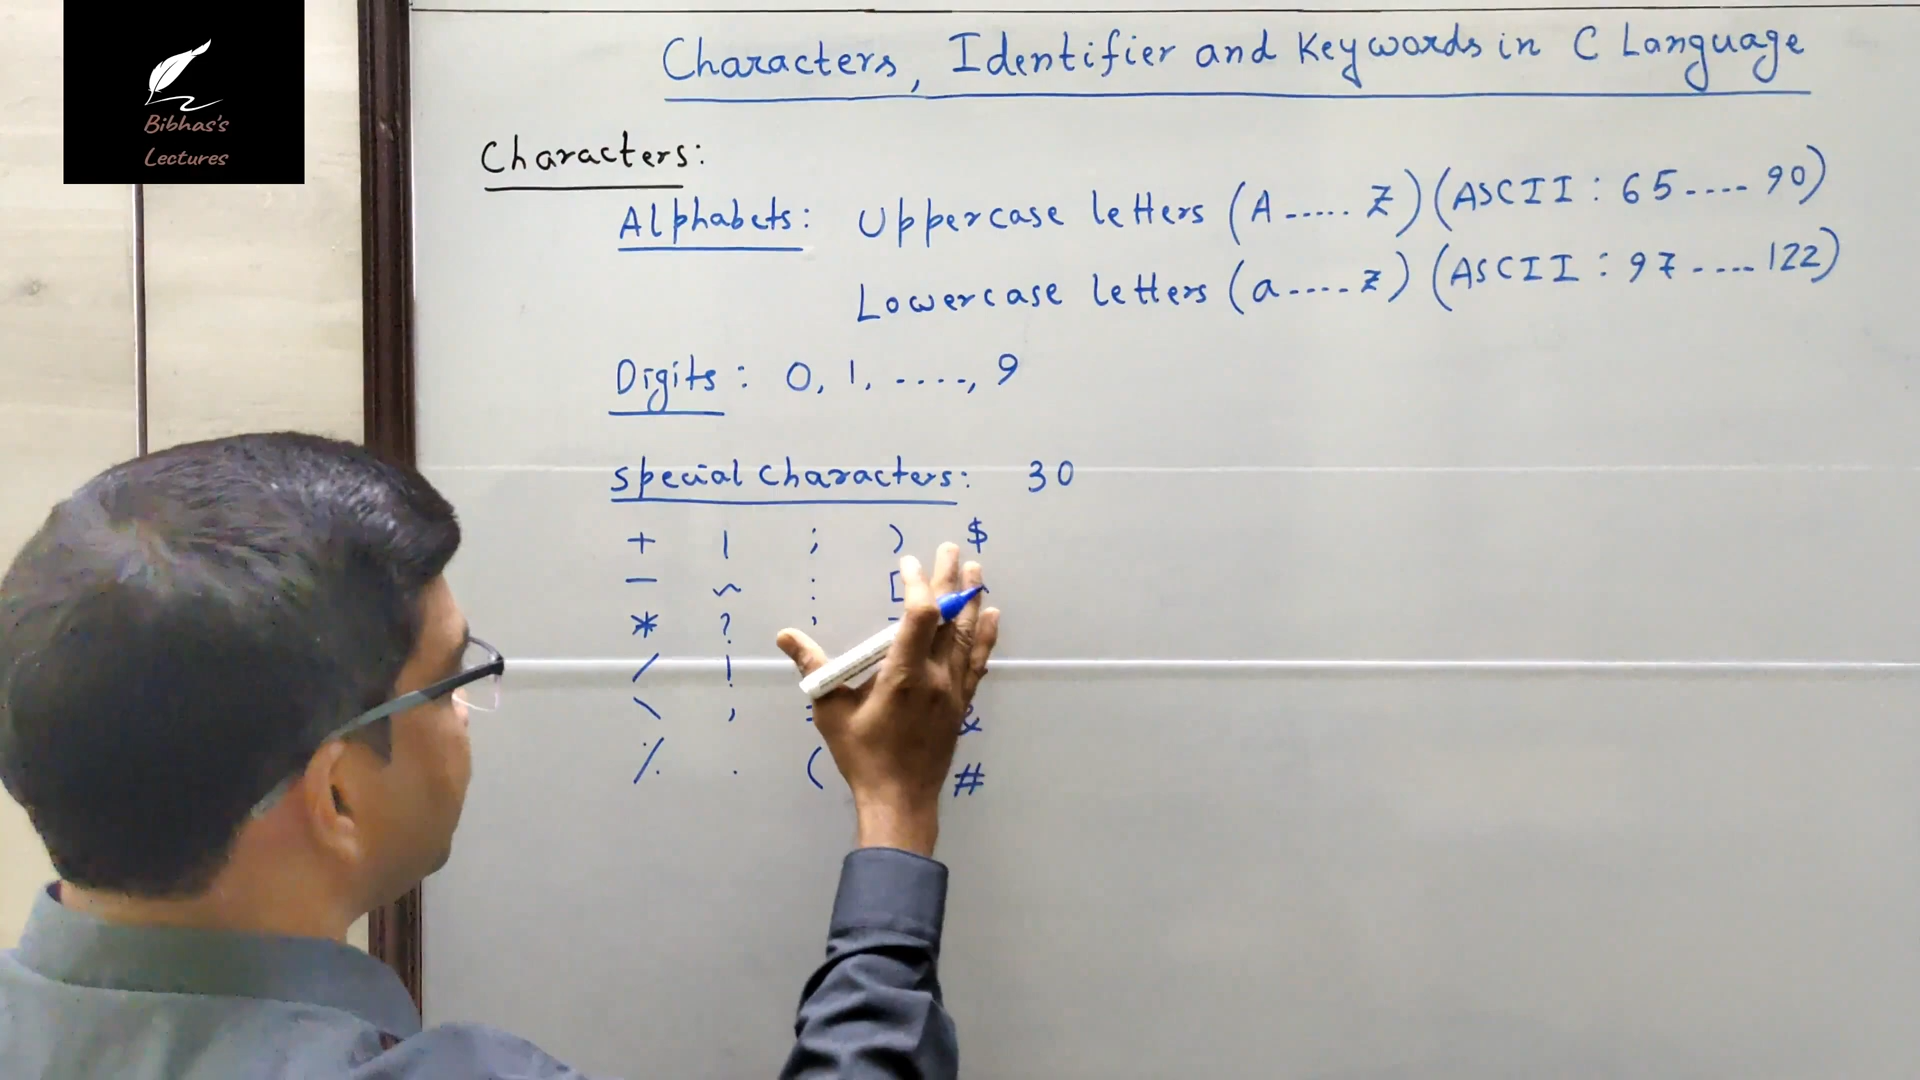 Bibhas's
Lectures
Characters, Identifier and Keywords in C Language
Characters:
Alphabets: Uppercase letters (A ..... Z) (ASCII : 65 .... 90)
Lowercase letters (a .... z) (ASCII : 97 .... 122)
Digits : 0, 1, ...., 9
Special Characters: 30
+ | ; ) $
- ~ : [
* ? '
/ !
\ , &
% . ( #